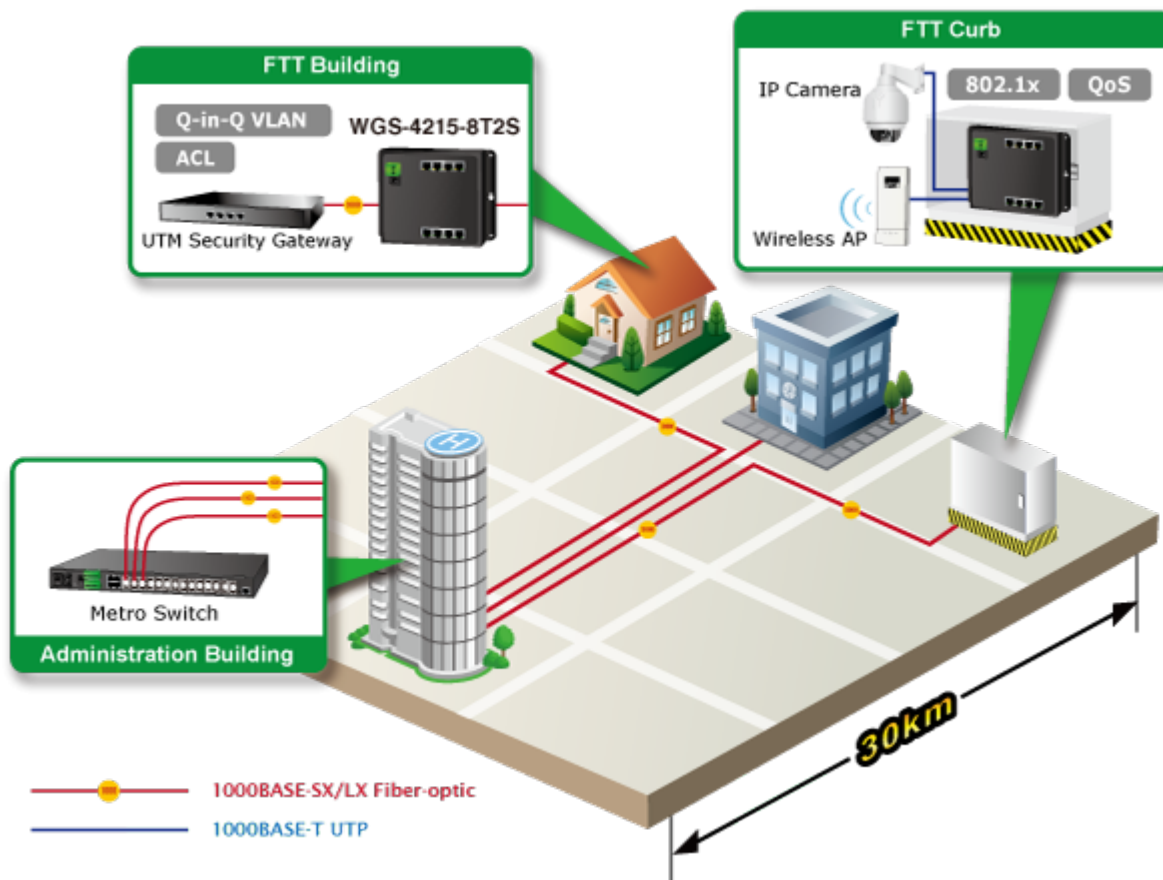 FTT Building
Q-in-Q VLAN
ACL
WGS-4215-8T2S
UTM Security Gateway
FTT Curb
IP Camera
802.1x
QoS
Wireless AP
Metro Switch
Administration Building
H
30km
1000BASE-SX/LX Fiber-optic
1000BASE-T UTP